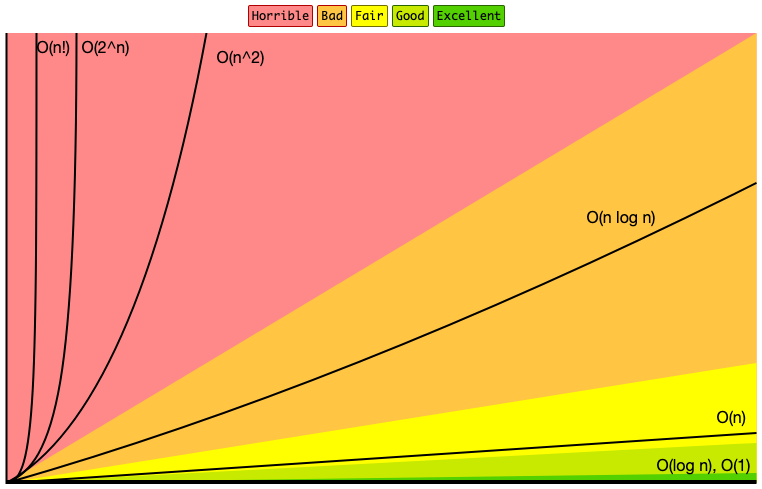 Horrible Bad Fair Good Excellent
O(n!) O(2^n)
O(n^2)
O(n log n)
O(n)
O(log n), O(1)